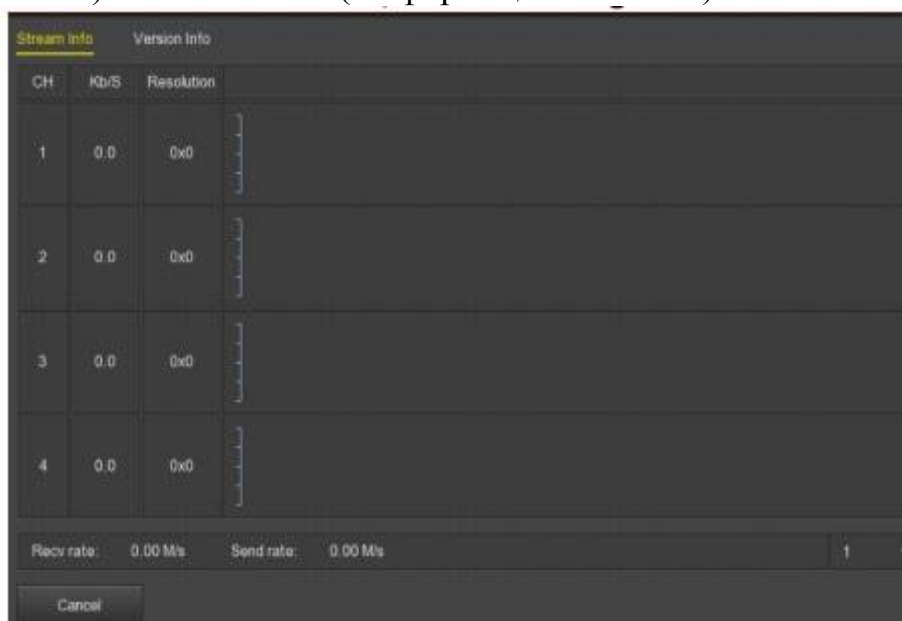 Stream Info Version Info
CH Kb/S Resolution
1 0.0 0x0
2 0.0 0x0
3 0.0 0x0
4 0.0 0x0
Recv rate: 0.00 M/s Send rate: 0.00 M/s 1
Cancel